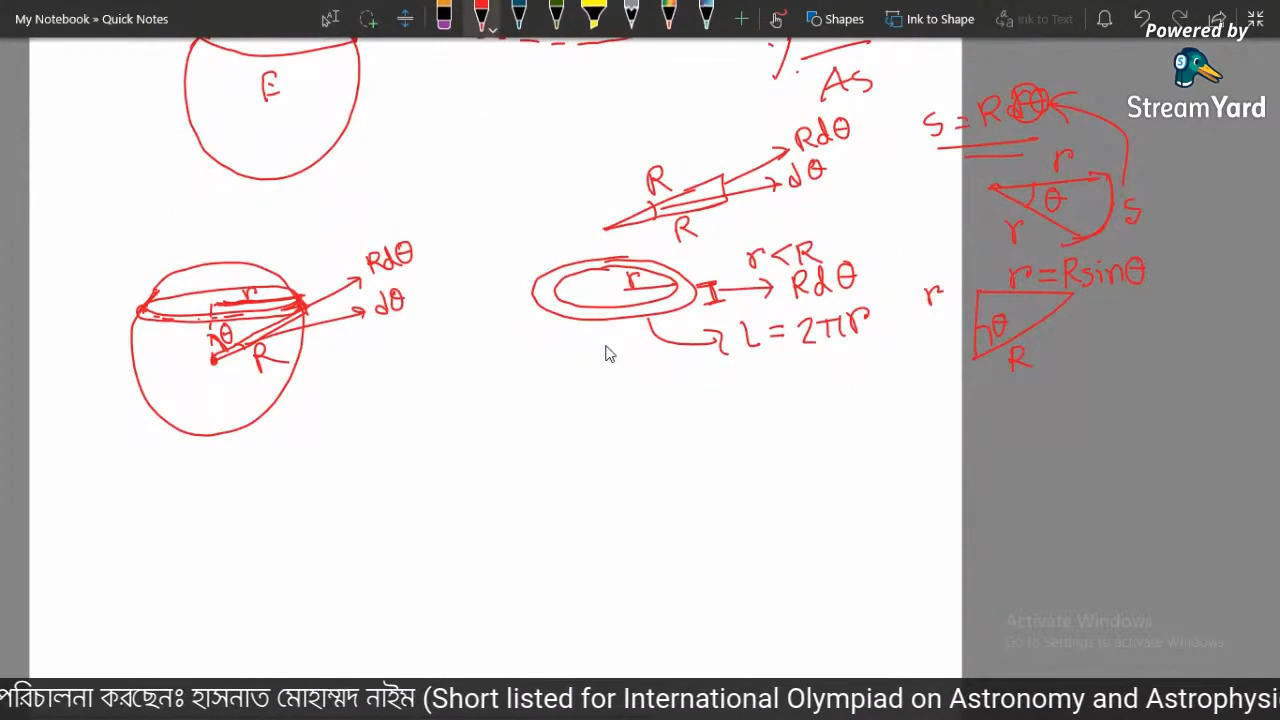 My Notebook » Quick Notes
Shapes
Ink to Shape
Ink to Text
Powered by
StreamYard
E
As
S = R dθ
Rdθ
dθ
R
R
r
θ
r
S
r < R
Rdθ
r
L = 2πr
r = R sinθ
r
θ
R
Rdθ
dθ
r
θ
R
Activate Windows
Go to Settings to activate Windows.
পরিচালনা করছেনঃ হাসনাত মোহাম্মদ নাইম (Short listed for International Olympiad on Astronomy and Astrophysi